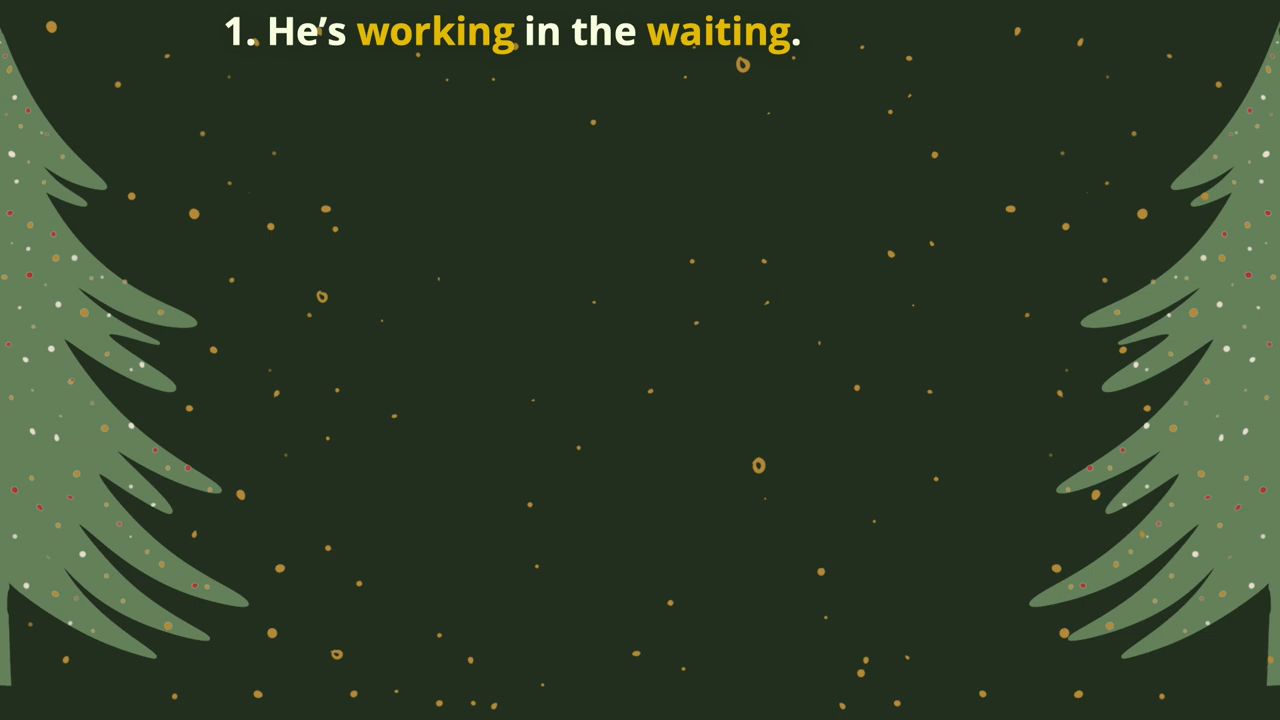 1. He’s working in the waiting.